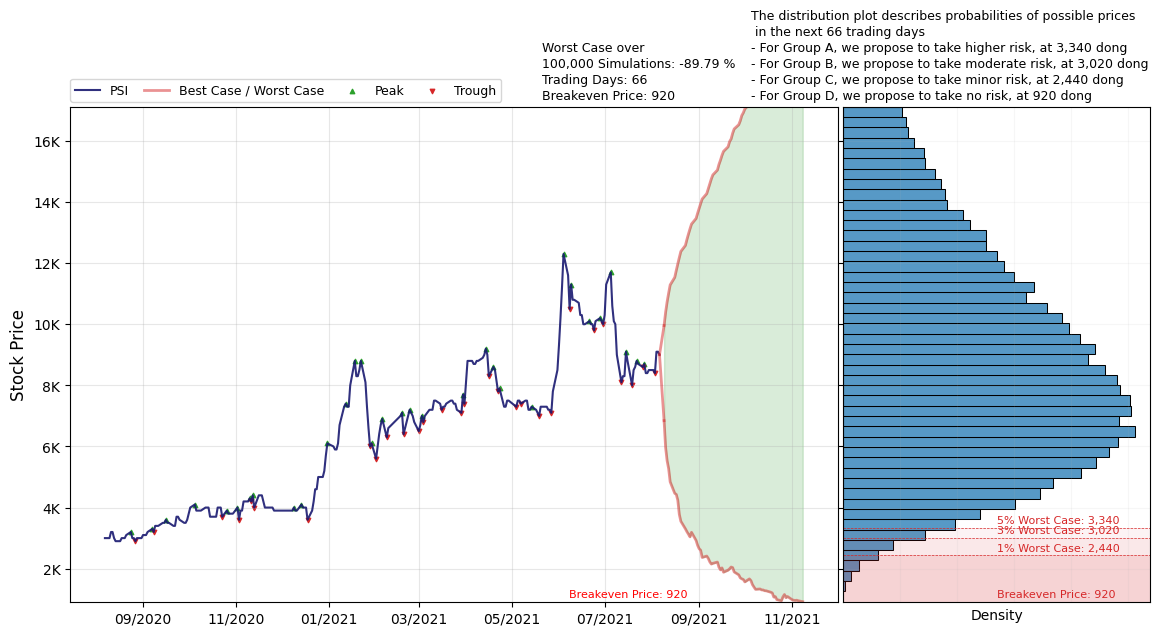 The distribution plot describes probabilities of possible prices
in the next 66 trading days
- For Group A, we propose to take higher risk, at 3,340 dong
- For Group B, we propose to take moderate risk, at 3,020 dong
- For Group C, we propose to take minor risk, at 2,440 dong
- For Group D, we propose to take no risk, at 920 dong
Worst Case over
100,000 Simulations: -89.79 %
Trading Days: 66
Breakeven Price: 920
PSI
Best Case / Worst Case
Peak
Trough
Stock Price
16K
14K
12K
10K
8K
6K
4K
2K
09/2020
11/2020
01/2021
03/2021
05/2021
07/2021
09/2021
11/2021
Breakeven Price: 920
5% Worst Case: 3,340
3% Worst Case: 3,020
1% Worst Case: 2,440
Breakeven Price: 920
Density